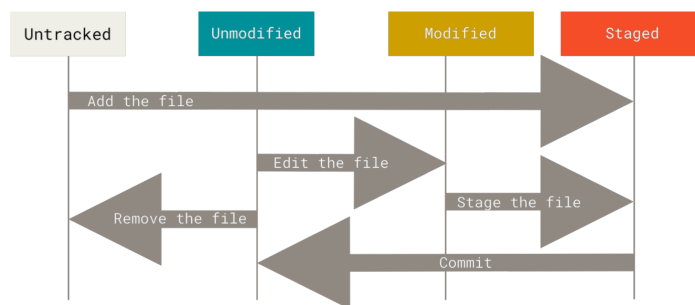 Untracked
Unmodified
Modified
Staged
Add the file
Edit the file
Stage the file
Remove the file
Commit